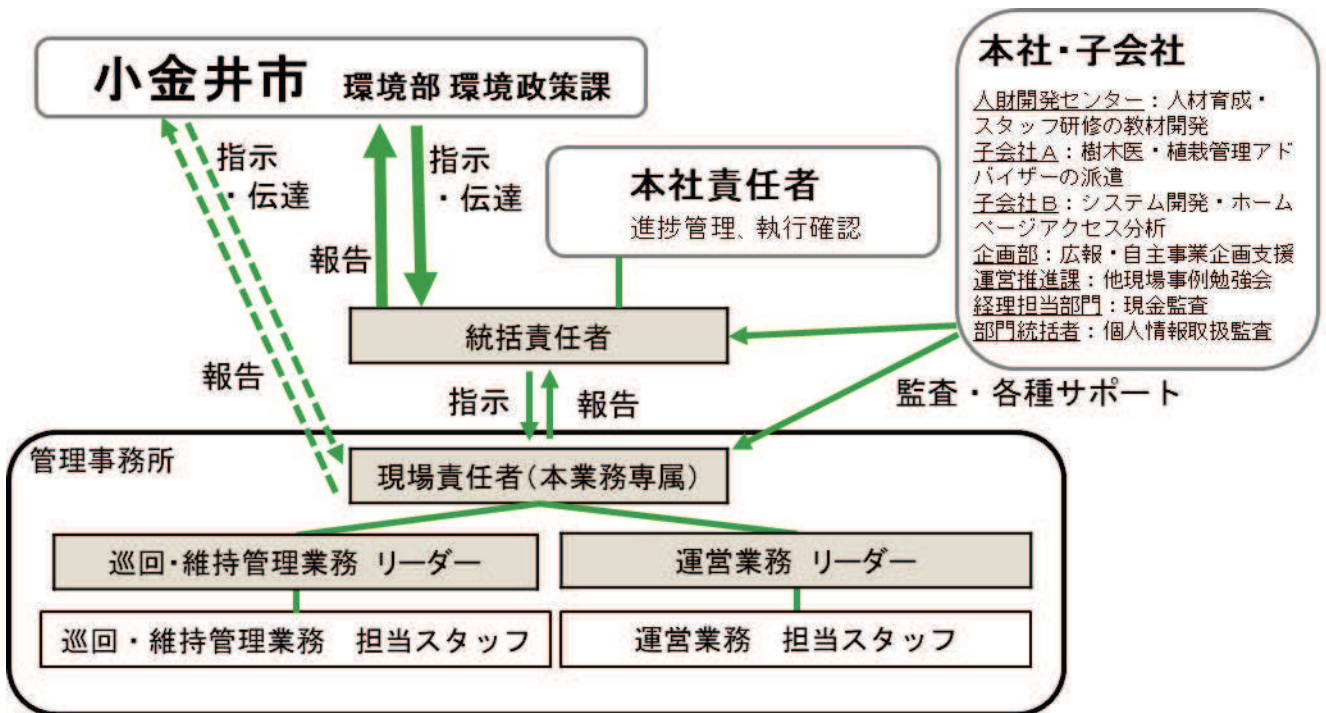 小金井市 環境部 環境政策課
本社・子会社
人財開発センター：人材育成・
スタッフ研修の教材開発
子会社A：樹木医・植栽管理アド
バイザーの派遣
子会社B：システム開発・ホーム
ページアクセス分析
企画部：広報・自主事業企画支援
運営推進課：他現場事例勉強会
経理担当部門：現金監査
部門統括者：個人情報取扱監査
指示
・伝達
指示
・伝達
報告
本社責任者
進捗管理、執行確認
統括責任者
報告
指示
報告
監査・各種サポート
管理事務所
現場責任者（本業務専属）
巡回・維持管理業務 リーダー
運営業務 リーダー
巡回・維持管理業務 担当スタッフ
運営業務 担当スタッフ